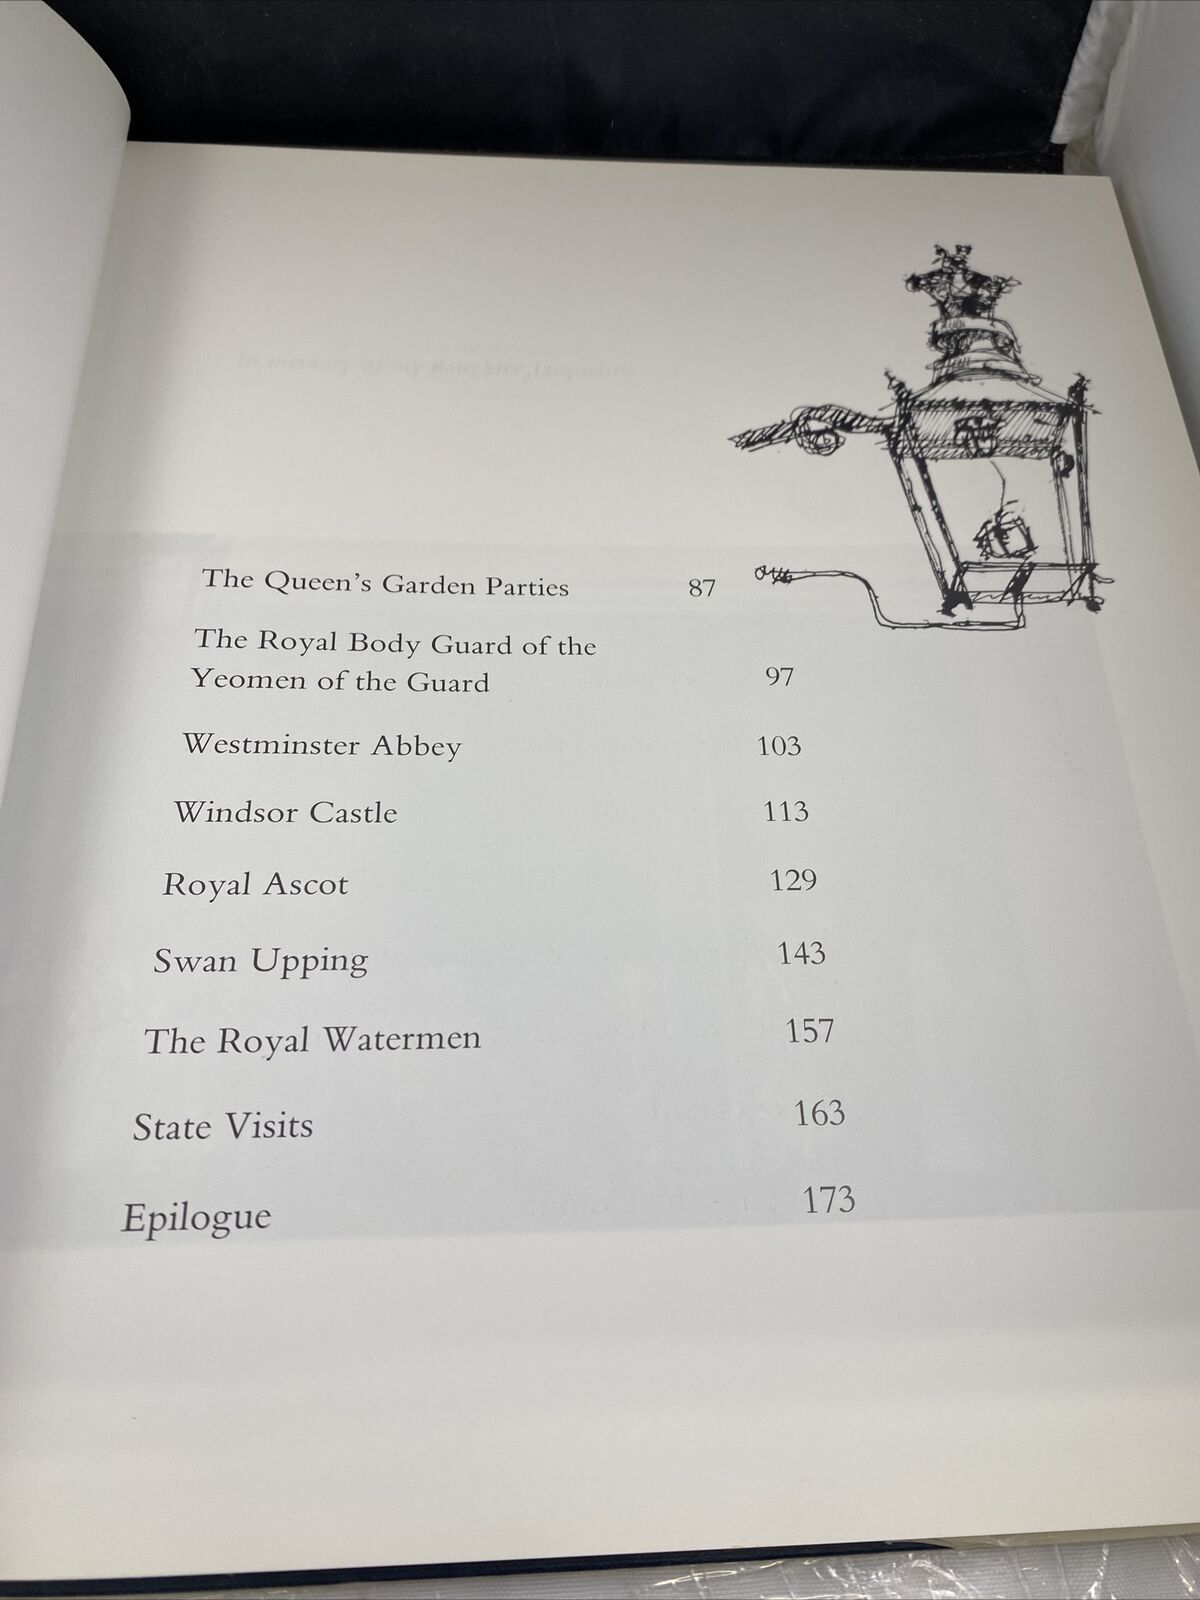 In memory of my daughter, Jaqueline
The Queen's Garden Parties 87
The Royal Body Guard of the
Yeomen of the Guard 97
Westminster Abbey 103
Windsor Castle 113
Royal Ascot 129
Swan Upping 143
The Royal Watermen 157
State Visits 163
Epilogue 173